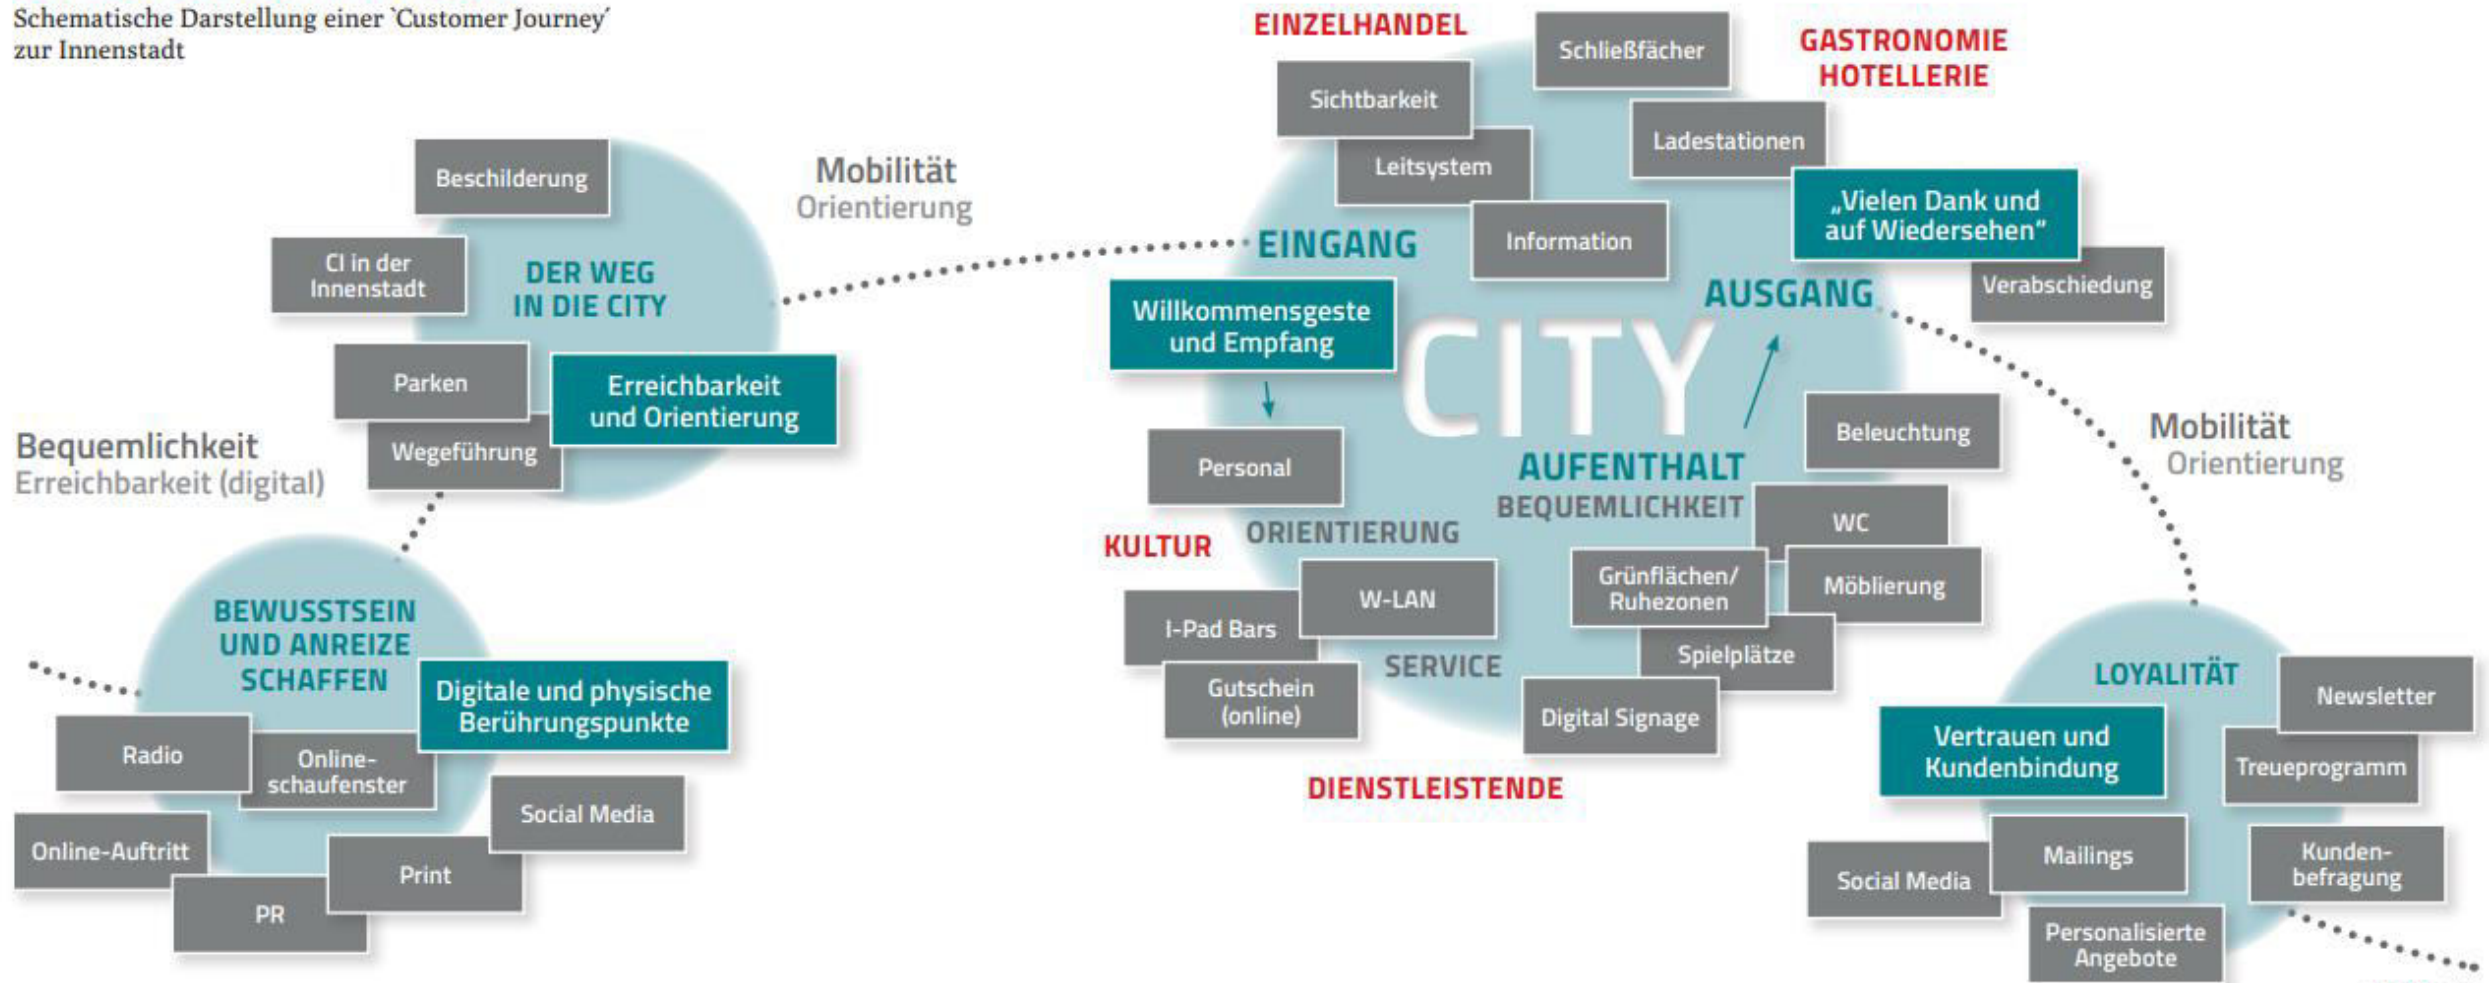 Schematische Darstellung einer `Customer Journey´
zur Innenstadt
Bequemlichkeit
Erreichbarkeit (digital)
BEWUSSTSEIN
UND ANREIZE
SCHAFFEN
Digitale und physische
Berührungspunkte
Radio
Online-
schaufenster
Social Media
Online-Auftritt
Print
PR
Beschilderung
CI in der
Innenstadt
DER WEG
IN DIE CITY
Parken
Erreichbarkeit
und Orientierung
Wegeführung
Mobilität
Orientierung
EINZELHANDEL
Schließfächer
GASTRONOMIE
HOTELLERIE
Sichtbarkeit
Ladestationen
Leitsystem
„Vielen Dank und
auf Wiedersehen“
Information
EINGANG
Verabschiedung
AUSGANG
Willkommensgeste
und Empfang
CITY
Personal
Beleuchtung
AUFENTHALT
BEQUEMLICHKEIT
WC
ORIENTIERUNG
KULTUR
W-LAN
Grünflächen/
Ruhezonen
Möblierung
I-Pad Bars
Spielplätze
SERVICE
Gutschein
(online)
Digital Signage
DIENSTLEISTENDE
Mobilität
Orientierung
LOYALITÄT
Newsletter
Vertrauen und
Kundenbindung
Treueprogramm
Mailings
Kunden-
befragung
Social Media
Personalisierte
Angebote